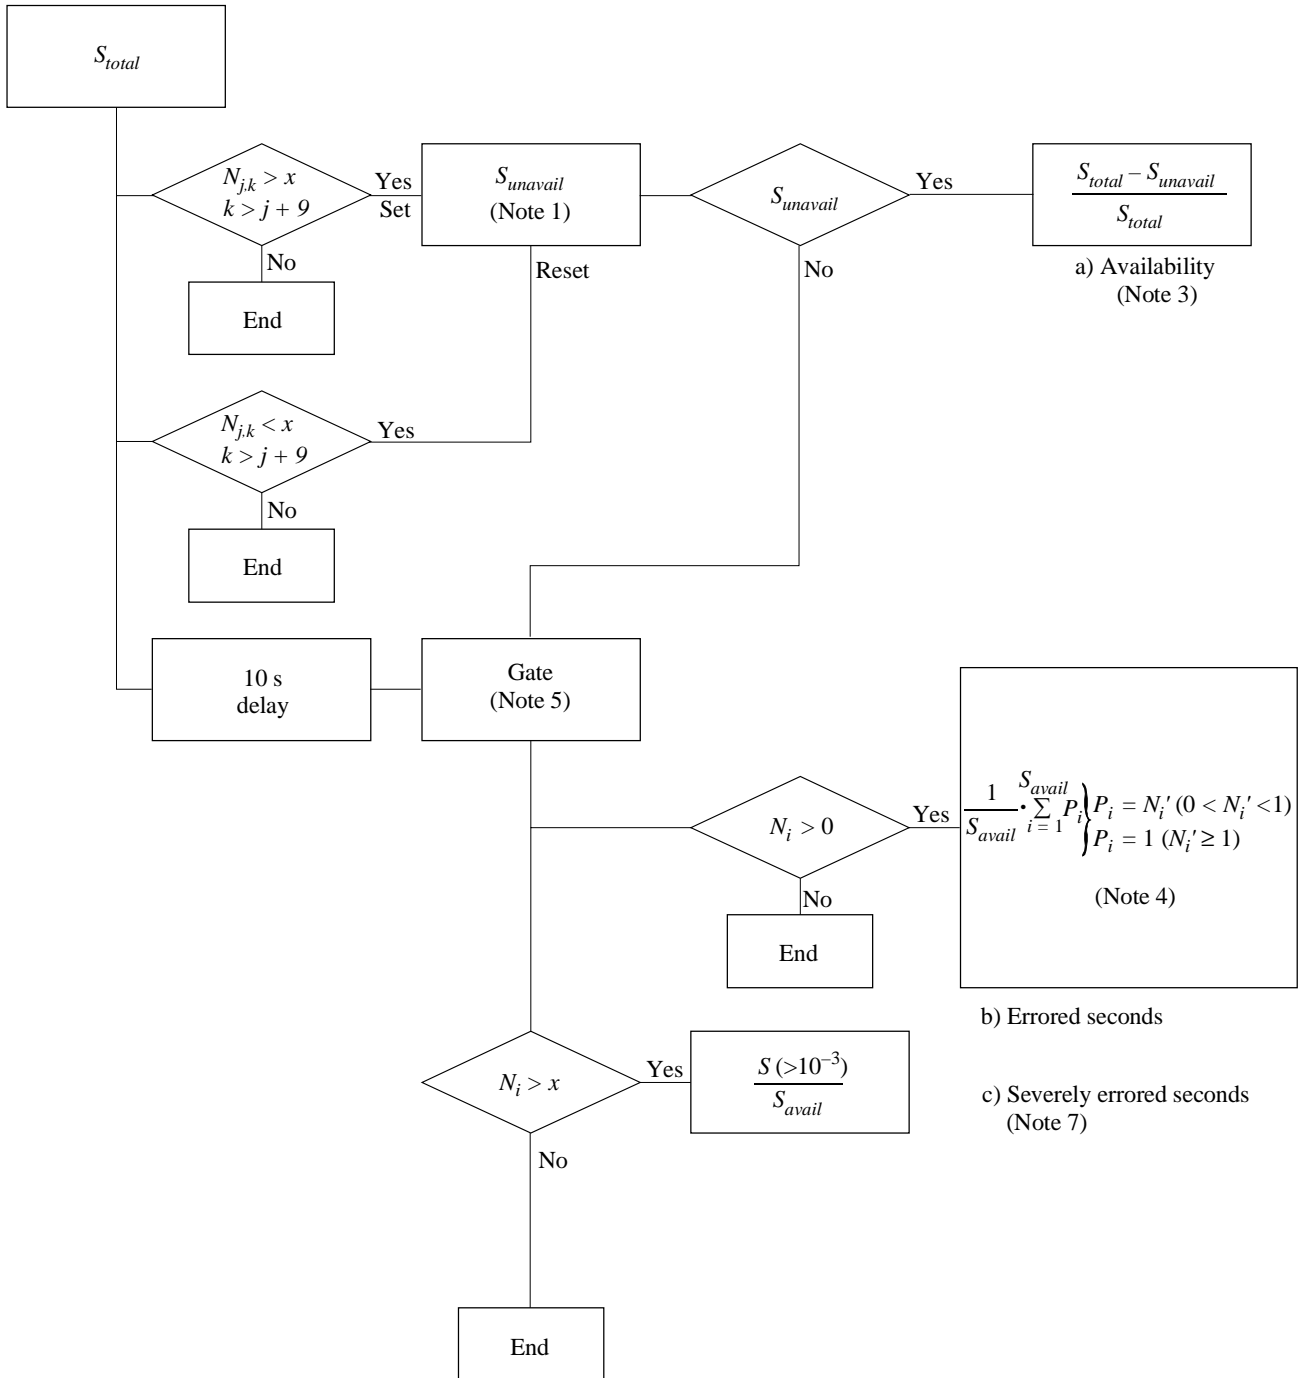 S_total
N_j,k > x
k > j + 9
Yes
Set
S_unavail
(Note 1)
S_unavail
Yes
S_total – S_unavail
S_total
a) Availability
(Note 3)
No
End
Reset
No
N_j,k < x
k > j + 9
Yes
No
End
10 s
delay
Gate
(Note 5)
N_i > 0
Yes
1
S_avail
•
S_avail
∑
i = 1
P_i
}
P_i = N_i′ (0 < N_i′ <1)
P_i = 1 (N_i′ ≥ 1)
(Note 4)
No
End
b) Errored seconds
N_i > x
Yes
S (>10⁻³)
S_avail
c) Severely errored seconds
(Note 7)
No
End